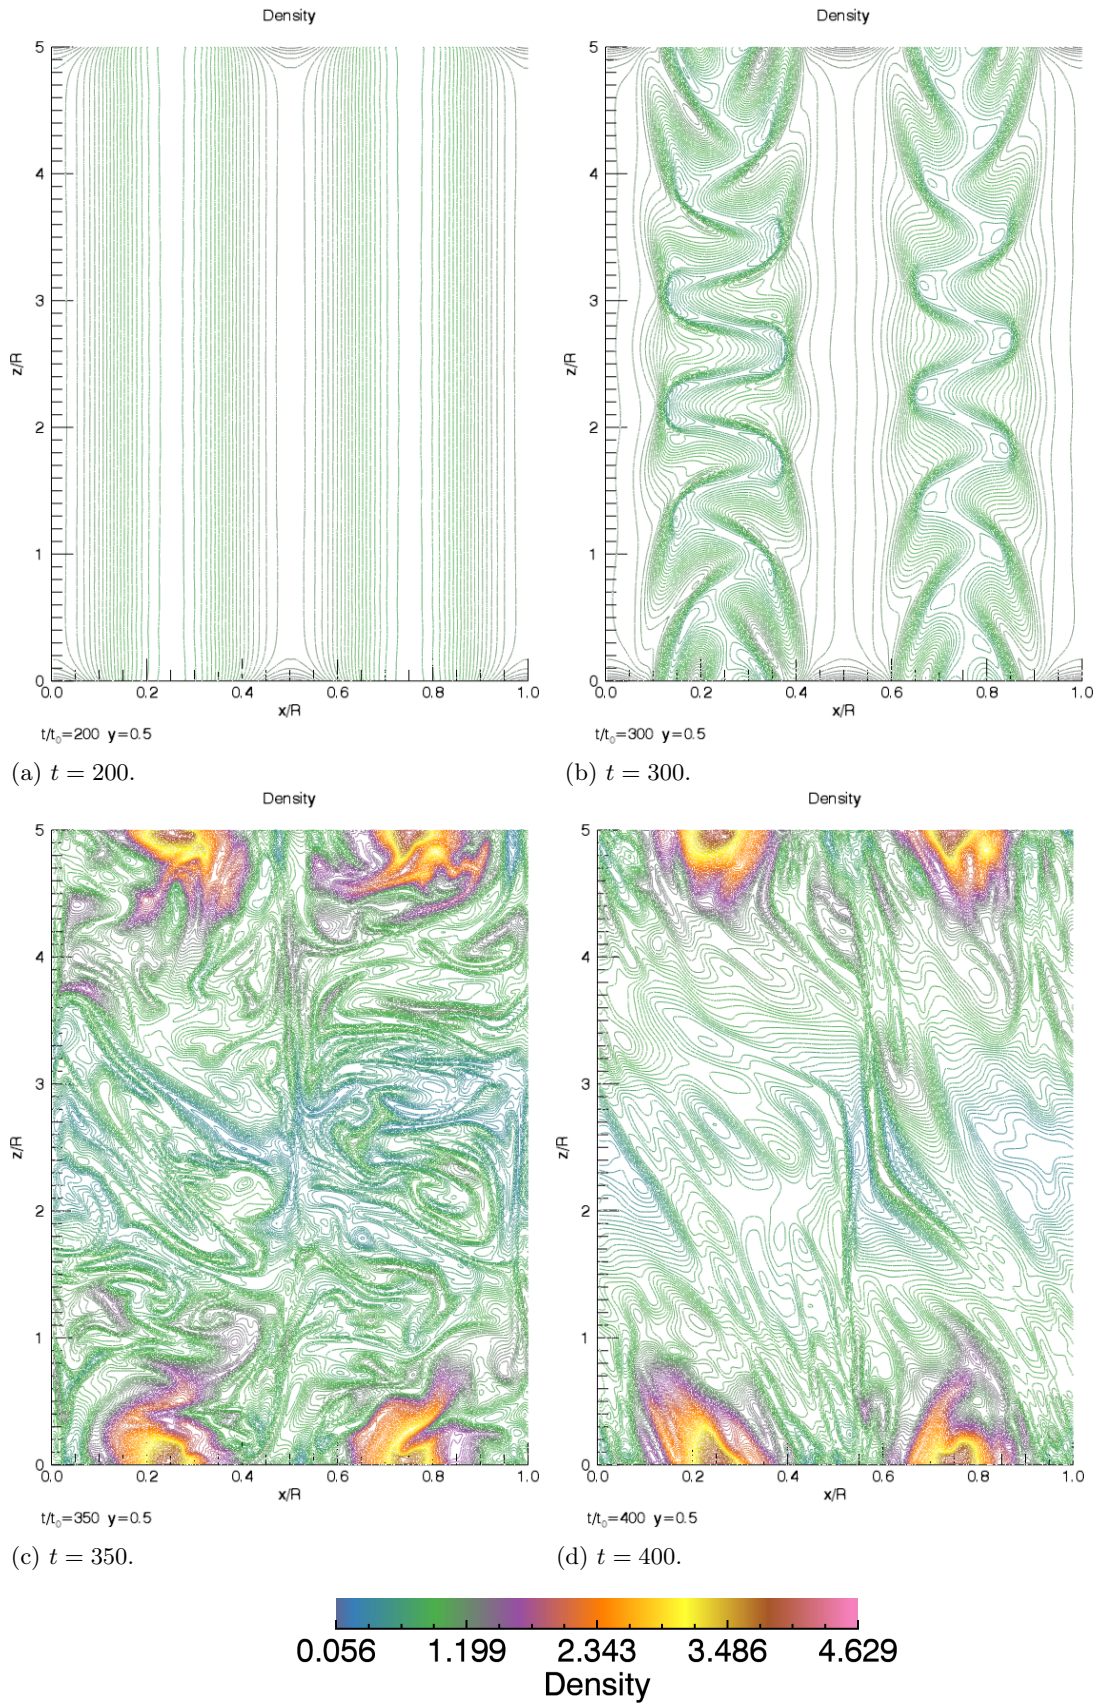 Density
Density
5
4
3
2
1
0
z/R
0.0 0.2 0.4 0.6 0.8 1.0
x/R
t/t₀=200 y=0.5
5
4
3
2
1
0
z/R
0.0 0.2 0.4 0.6 0.8 1.0
x/R
t/t₀=300 y=0.5
(a) t = 200.
(b) t = 300.
Density
Density
5
4
3
2
1
0
z/R
0.0 0.2 0.4 0.6 0.8 1.0
x/R
t/t₀=350 y=0.5
5
4
3
2
1
0
z/R
0.0 0.2 0.4 0.6 0.8 1.0
x/R
t/t₀=400 y=0.5
(c) t = 350.
(d) t = 400.
0.056 1.199 2.343 3.486 4.629
Density